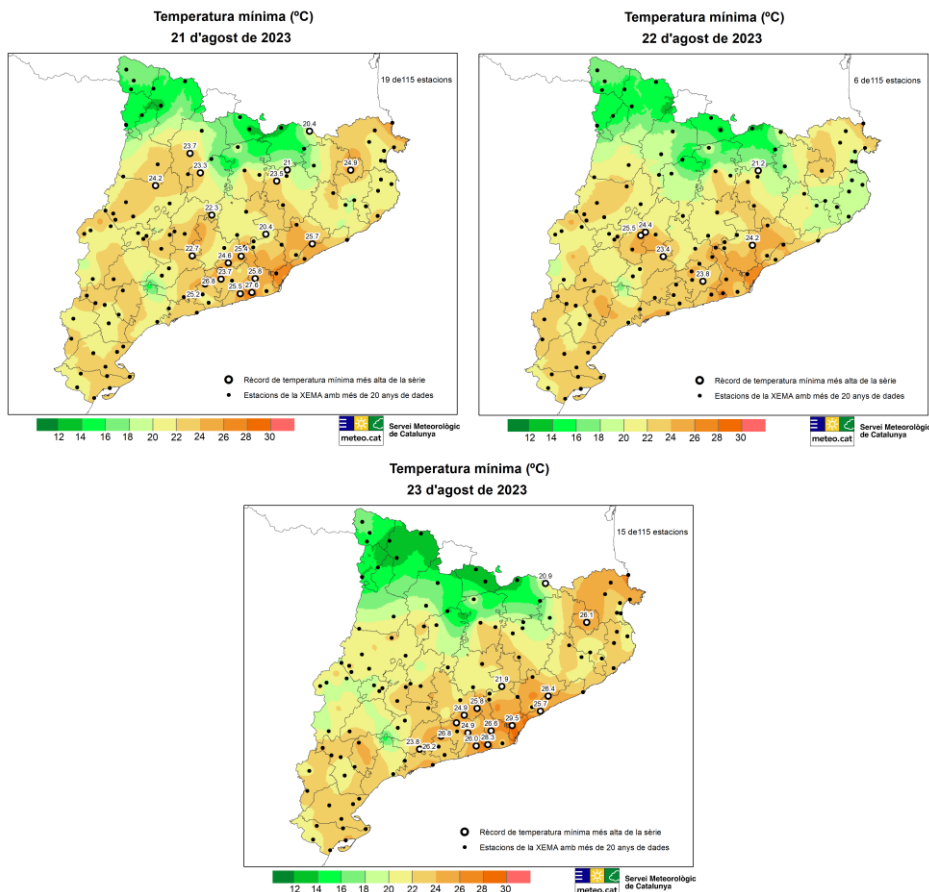 Temperatura mínima (ºC)
21 d'agost de 2023
19 de115 estacions
20.4
23.7
23.3
21
23.5
24.9
24.2
22.3
20.4
25.7
22.7
25.4
24.6
23.7
25.8
26.8
25.2
25.5
27.6
Rècord de temperatura mínima més alta de la sèrie
Estacions de la XEMA amb més de 20 anys de dades
12 14 16 18 20 22 24 26 28 30
meteo.cat
Servei Meteorològic
de Catalunya
Temperatura mínima (ºC)
22 d'agost de 2023
6 de115 estacions
21.2
25.5
24.4
23.4
24.2
23.8
Rècord de temperatura mínima més alta de la sèrie
Estacions de la XEMA amb més de 20 anys de dades
12 14 16 18 20 22 24 26 28 30
meteo.cat
Servei Meteorològic
de Catalunya
Temperatura mínima (ºC)
23 d'agost de 2023
15 de115 estacions
20.9
26.1
21.9
26.4
25.8
25.7
24.9
29.5
24.9
26.6
26.8
23.8
26.2
26.0
28.3
Rècord de temperatura mínima més alta de la sèrie
Estacions de la XEMA amb més de 20 anys de dades
12 14 16 18 20 22 24 26 28 30
meteo.cat
Servei Meteorològic
de Catalunya